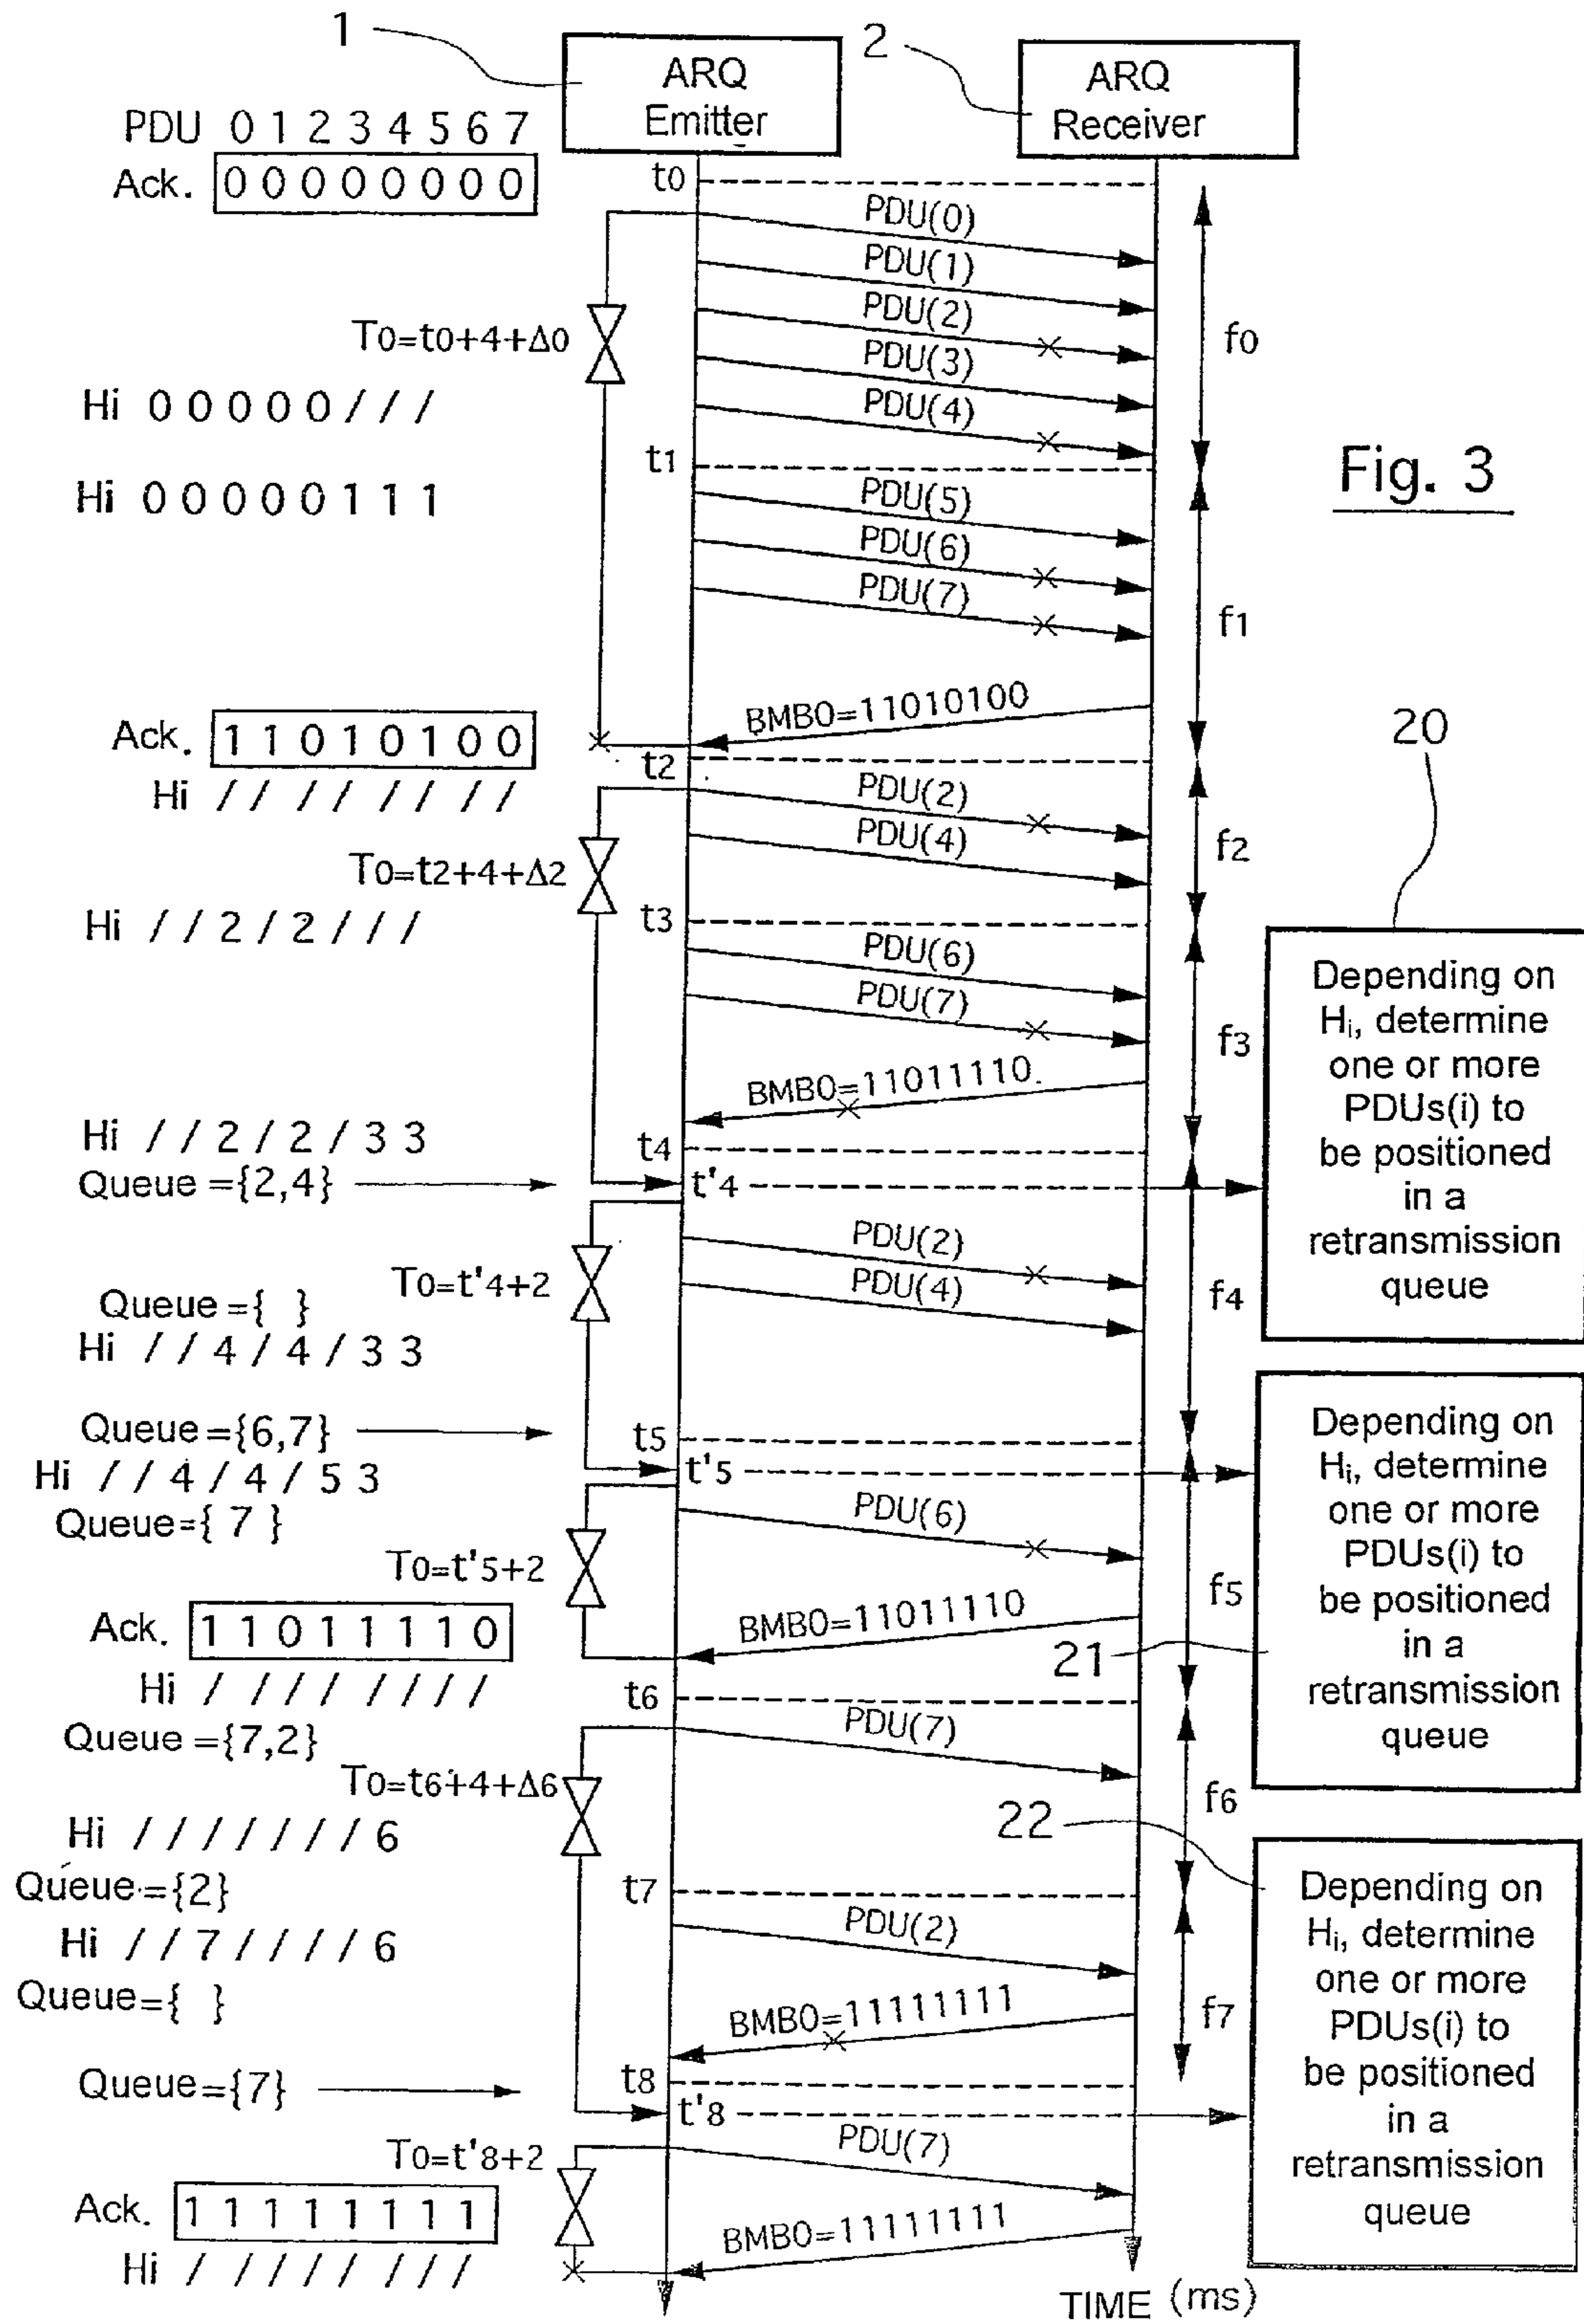 1
2
ARQ
Emitter
ARQ
Receiver
PDU 0 1 2 3 4 5 6 7
Ack. 0 0 0 0 0 0 0 0
t0
PDU(0)
PDU(1)
PDU(2)
T0=t0+4+Δ0
f0
PDU(3)
Hi 0 0 0 0 0 / / /
PDU(4)
t1
Fig. 3
Hi 0 0 0 0 0 1 1 1
PDU(5)
PDU(6)
PDU(7)
f1
BMB0=11010100
Ack. 1 1 0 1 0 1 0 0
20
t2
Hi / / / / / / / /
PDU(2)
PDU(4)
f2
T0=t2+4+Δ2
Hi / / 2 / 2 / / /
t3
PDU(6)
PDU(7)
f3
Depending on
Hi, determine
one or more
PDUs(i) to
be positioned
in a
retransmission
queue
BMB0=11011110.
Hi / / 2 / 2 / 3 3
t4
Queue ={2,4}
t'4
PDU(2)
T0=t'4+2
PDU(4)
f4
Queue ={ }
Hi / / 4 / 4 / 3 3
Queue ={6,7}
t5
Hi / / 4 / 4 / 5 3
t'5
Depending on
Hi, determine
one or more
PDUs(i) to
be positioned
in a
retransmission
queue
Queue={ 7 }
PDU(6)
T0=t'5+2
f5
Ack. 1 1 0 1 1 1 1 0
BMB0=11011110
21
Hi / / / / / / / /
t6
Queue ={7,2}
PDU(7)
T0=t6+4+Δ6
f6
22
Hi / / / / / / / 6
Queue={2}
t7
Hi / / 7 / / / / 6
PDU(2)
Depending on
Hi, determine
one or more
PDUs(i) to
be positioned
in a
retransmission
queue
Queue={ }
BMB0=11111111
f7
Queue={7}
t8
t'8
PDU(7)
T0=t'8+2
Ack. 1 1 1 1 1 1 1 1
BMB0=11111111
Hi / / / / / / / /
TIME (ms)